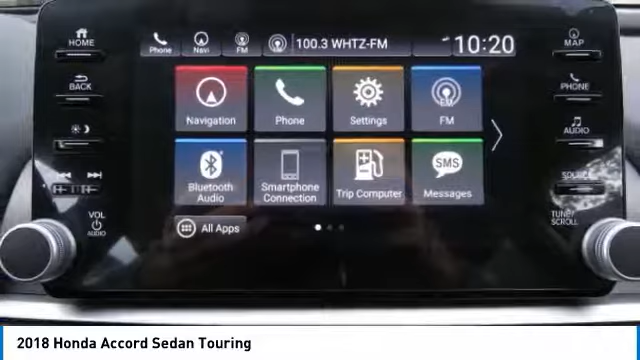 HOME
Phone
Navi
FM
100.3 WHTZ-FM
10:20
MAP
BACK
PHONE
Navigation
Phone
Settings
FM
AUDIO
Bluetooth
Audio
Smartphone
Connection
Trip Computer
SMS
Messages
SOURCE
VOL
AUDIO
All Apps
TUNE/
SCROLL
2018 Honda Accord Sedan Touring